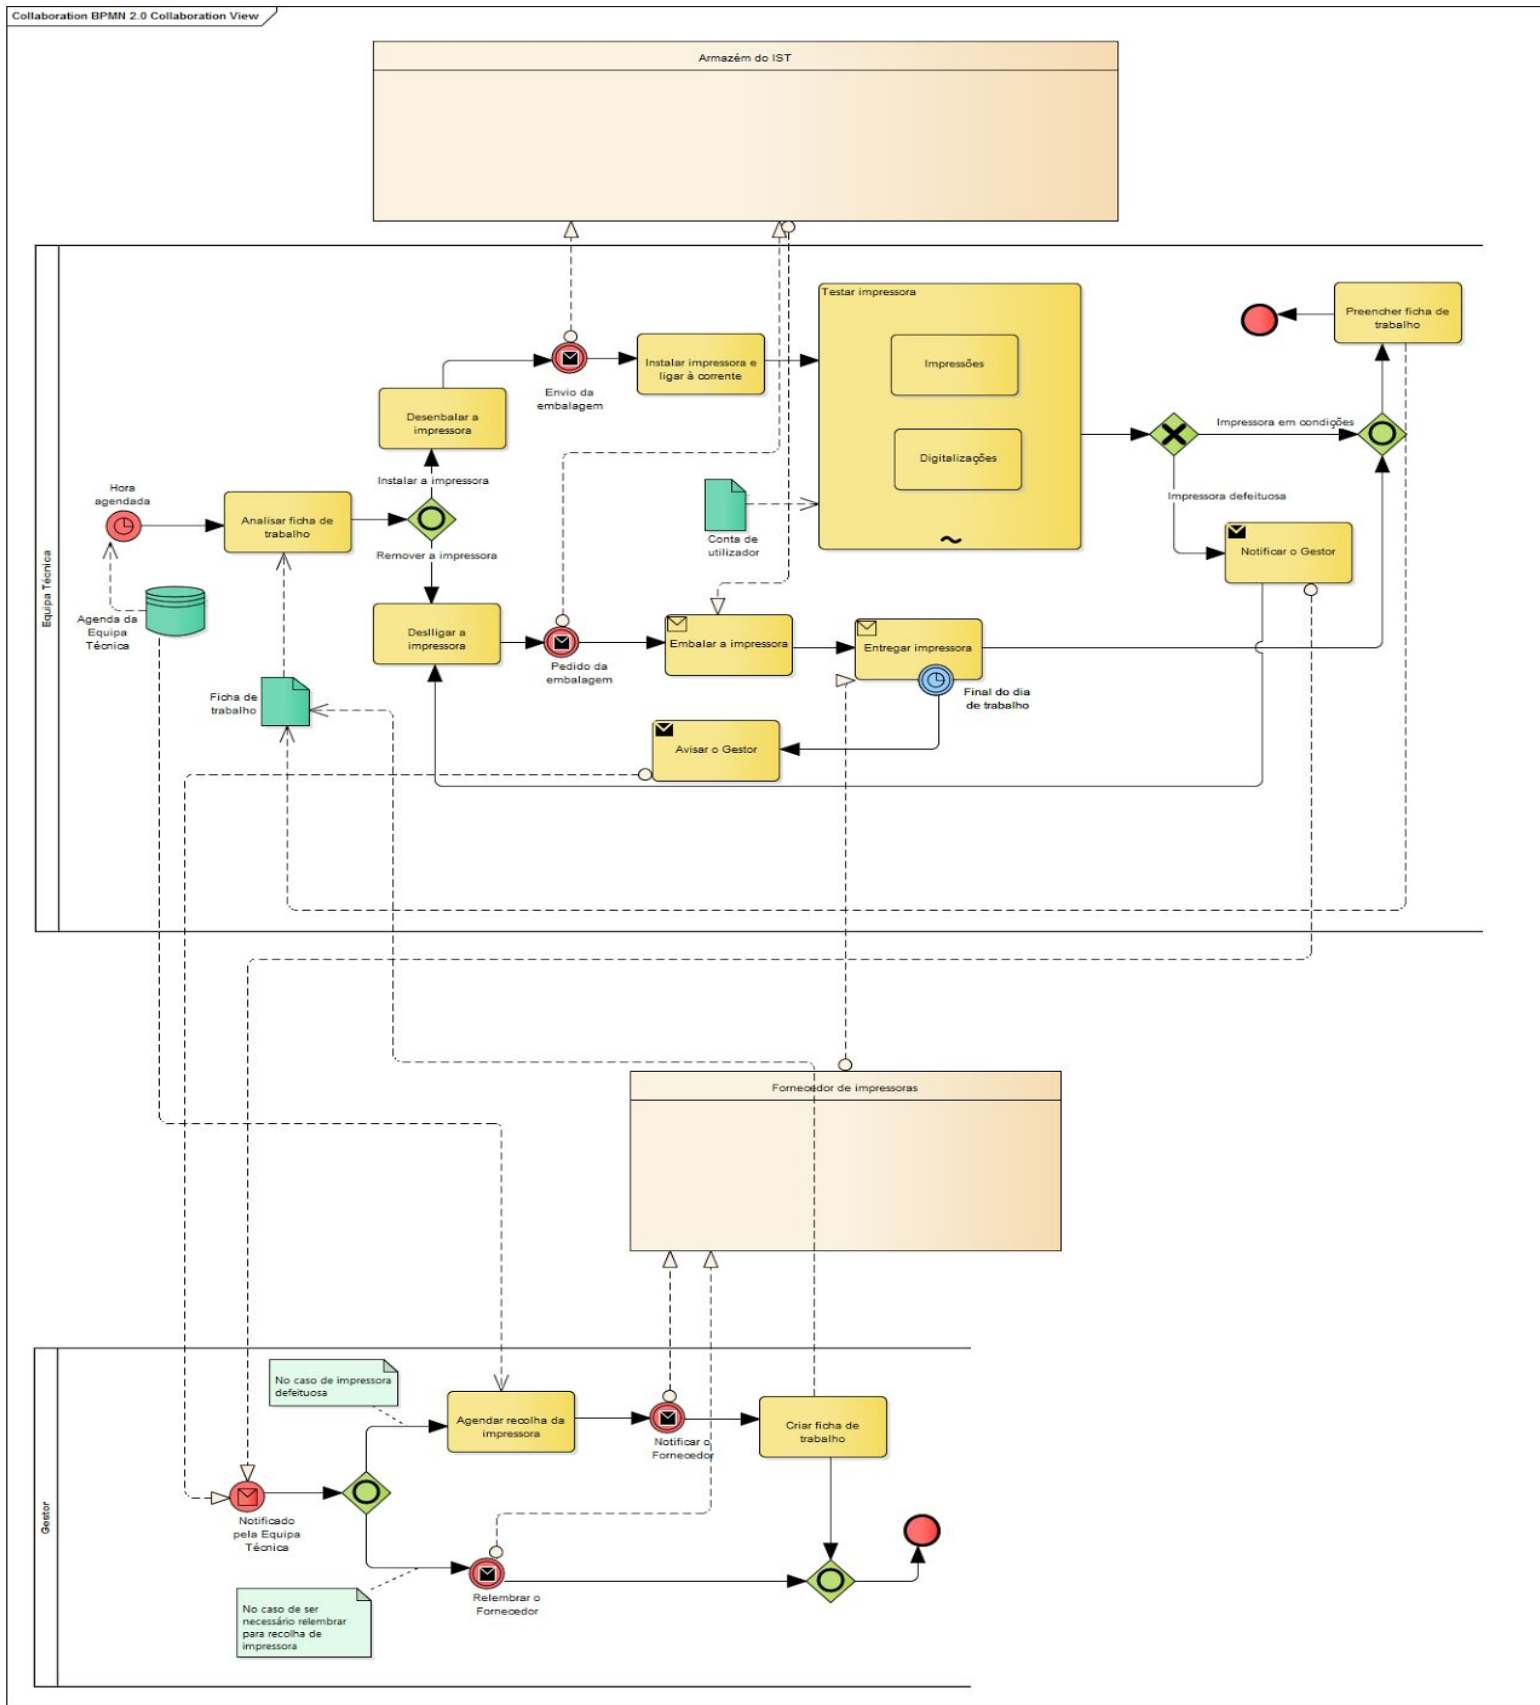 Collaboration BPMN 2.0 Collaboration View
Armazém do IST
Equipa Técnica
Testar impressora
Impressões
Digitalizações
Preencher ficha de
trabalho
Instalar impressora e
ligar à corrente
Envio da
embalagem
Desenbalar a
impressora
Impressora em condições
Instalar a impressora
Hora
agendada
Analisar ficha de
trabalho
Impressora defeituosa
Conta de
utilizador
Notificar o Gestor
Remover a impressora
Agenda da
Equipa
Técnica
Deslligar a
impressora
Pedido da
embalagem
Embalar a impressora
Entregar impressora
Final do dia
de trabalho
Ficha de
trabalho
Avisar o Gestor
Fornecedor de impressoras
Gestor
No caso de impressora
defeituosa
Agendar recolha da
impressora
Notificar o
Fornecedor
Criar ficha de
trabalho
Notificado
pela Equipa
Técnica
Relembrar o
Fornecedor
No caso de ser
necessário relembrar
para recolha de
impressora